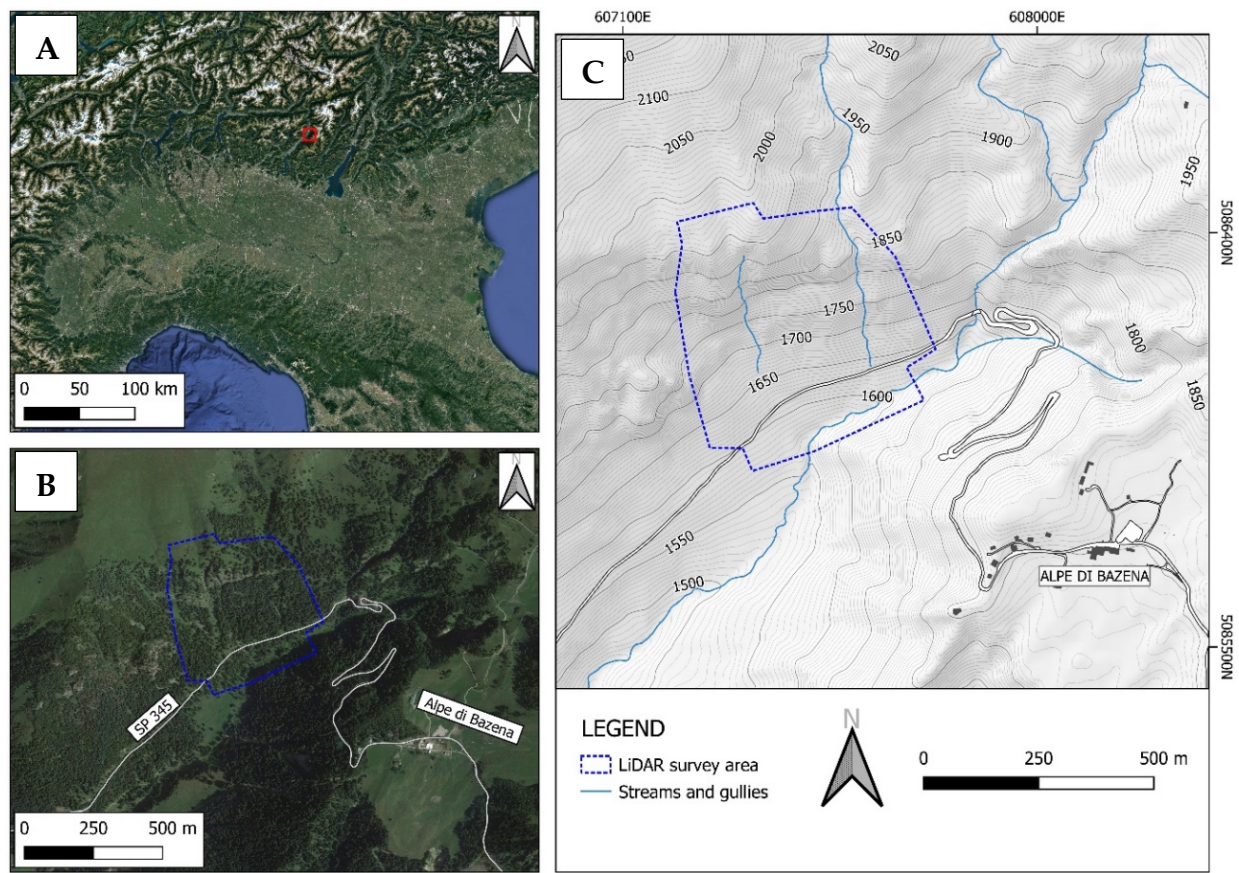 A
N
0 50 100 km
B
N
SP 345
Alpe di Bazena
0 250 500 m
607100E 608000E
C
2050
2100
1950
2050
2000
1900
1950
1850
5086400N
1750
1700
1800
1650
1600
1850
1550
1500
ALPE DI BAZENA
5085500N
LEGEND
LiDAR survey area
Streams and gullies
N
0 250 500 m